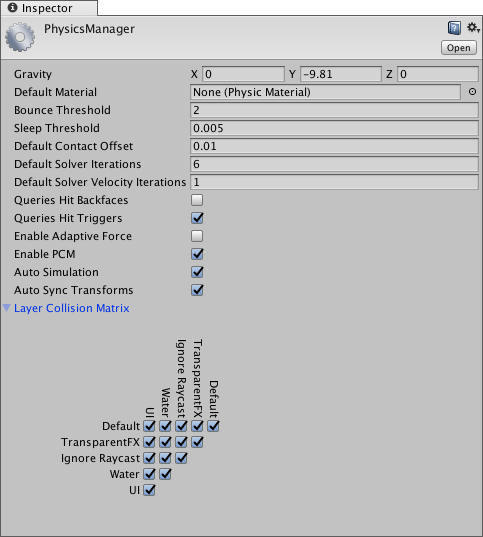 Inspector
PhysicsManager
Open
Gravity X 0 Y -9.81 Z 0
Default Material None (Physic Material)
Bounce Threshold 2
Sleep Threshold 0.005
Default Contact Offset 0.01
Default Solver Iterations 6
Default Solver Velocity Iterations 1
Queries Hit Backfaces
Queries Hit Triggers
Enable Adaptive Force
Enable PCM
Auto Simulation
Auto Sync Transforms
Layer Collision Matrix
UI
Water
Ignore Raycast
TransparentFX
Default
Default
TransparentFX
Ignore Raycast
Water
UI